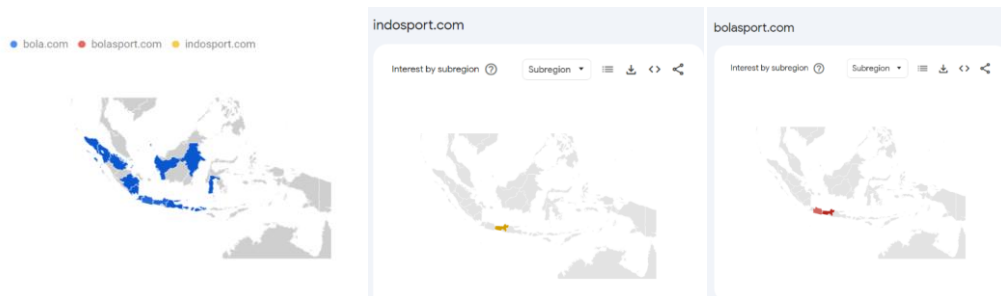 bola.com bolasport.com indosport.com
indosport.com
Interest by subregion
Subregion
bolasport.com
Interest by subregion
Subregion